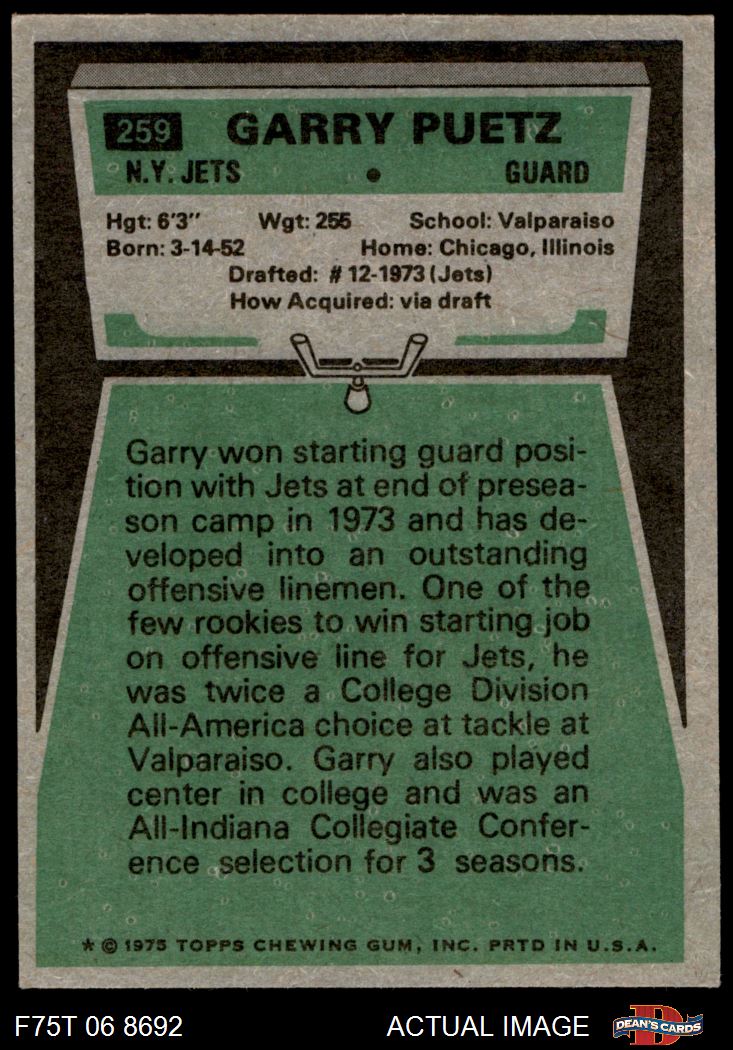 259 GARRY PUETZ
N.Y. JETS • GUARD
Hgt: 6'3" Wgt: 255 School: Valparaiso
Born: 3-14-52 Home: Chicago, Illinois
Drafted: # 12-1973 (Jets)
How Acquired: via draft
Garry won starting guard posi-
tion with Jets at end of presea-
son camp in 1973 and has de-
veloped into an outstanding
offensive linemen. One of the
few rookies to win starting job
on offensive line for Jets, he
was twice a College Division
All-America choice at tackle at
Valparaiso. Garry also played
center in college and was an
All-Indiana Collegiate Confer-
ence selection for 3 seasons.
* © 1975 TOPPS CHEWING GUM, INC. PRTD IN U.S.A.
F75T 06 8692 ACTUAL IMAGE D DEAN'S CARDS